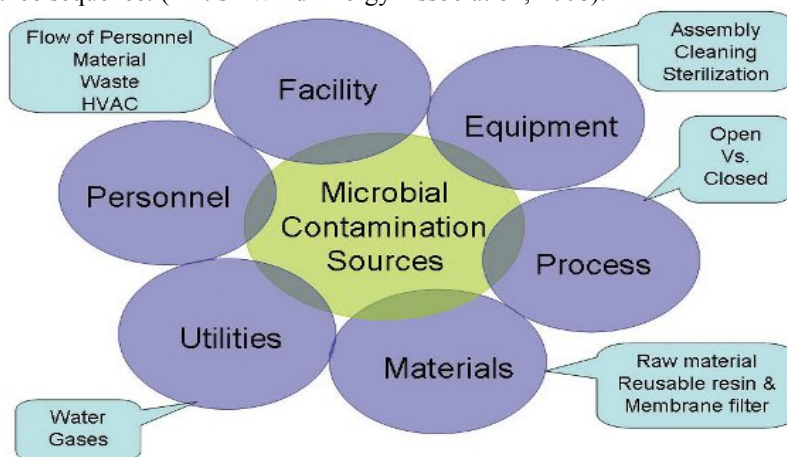 Flow of Personnel
Material
Waste
HVAC
Facility
Assembly
Cleaning
Sterilization
Equipment
Open
Vs.
Closed
Personnel
Microbial
Contamination
Sources
Process
Utilities
Materials
Raw material
Reusable resin &
Membrane filter
Water
Gases